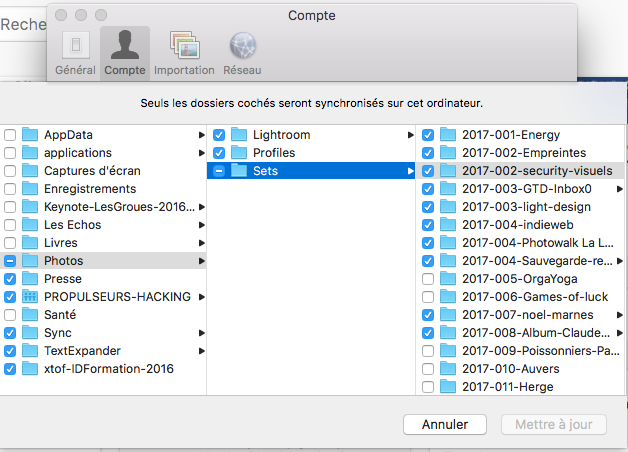 Reche
Compte
Général
Compte
Importation
Réseau
Seuls les dossiers cochés seront synchronisés sur cet ordinateur.
AppData
applications
Captures d'écran
Enregistrements
Keynote-LesGroues-2016...
Les Echos
Livres
Photos
Presse
PROPULSEURS-HACKING
Santé
Sync
TextExpander
xtof-IDFormation-2016
Lightroom
Profiles
Sets
2017-001-Energy
2017-002-Empreintes
2017-002-security-visuels
2017-003-GTD-Inbox0
2017-003-light-design
2017-004-indieweb
2017-004-Photowalk La L...
2017-004-Sauvegarde-re...
2017-005-OrgaYoga
2017-006-Games-of-luck
2017-007-noel-marnes
2017-008-Album-Claude...
2017-009-Poissonniers-Pa...
2017-010-Auvers
2017-011-Herge
Annuler
Mettre à jour